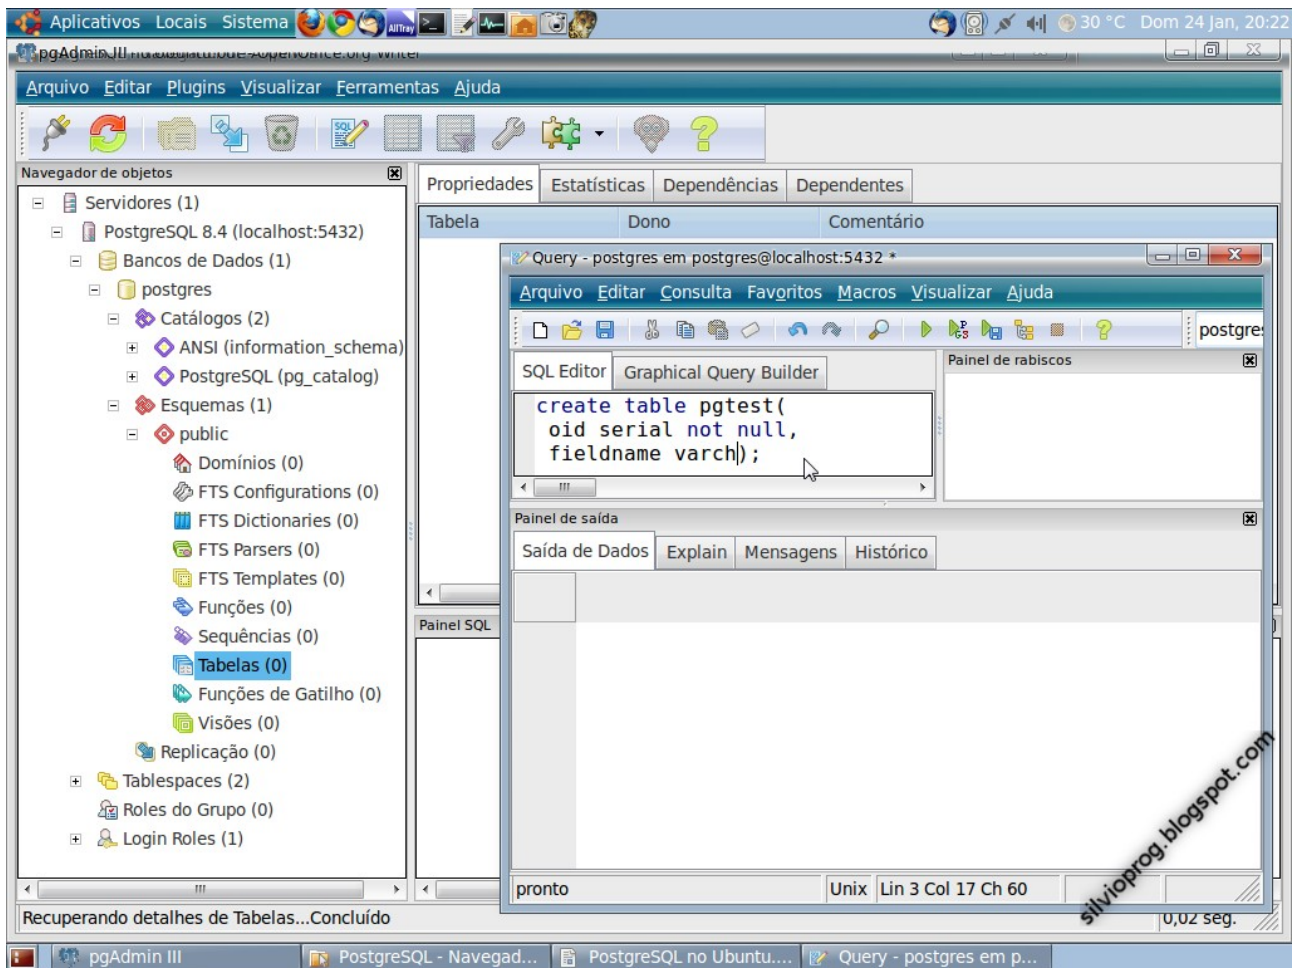 Aplicativos Locais Sistema
AllTray
30 °C Dom 24 Jan, 20:22
pgAdmin III
Arquivo Editar Plugins Visualizar Ferramentas Ajuda
SQL
Navegador de objetos
Servidores (1)
PostgreSQL 8.4 (localhost:5432)
Bancos de Dados (1)
postgres
Catálogos (2)
ANSI (information_schema)
PostgreSQL (pg_catalog)
Esquemas (1)
public
Domínios (0)
FTS Configurations (0)
FTS Dictionaries (0)
FTS Parsers (0)
FTS Templates (0)
Funções (0)
Sequências (0)
Tabelas (0)
Funções de Gatilho (0)
Visões (0)
Replicação (0)
Tablespaces (2)
Roles do Grupo (0)
Login Roles (1)
Propriedades Estatísticas Dependências Dependentes
Tabela Dono Comentário
Painel SQL
Query - postgres em postgres@localhost:5432 *
Arquivo Editar Consulta Favoritos Macros Visualizar Ajuda
postgre
SQL Editor Graphical Query Builder
create table pgtest(
oid serial not null,
fieldname varch);
Painel de rabiscos
Painel de saída
Saída de Dados Explain Mensagens Histórico
pronto Unix Lin 3 Col 17 Ch 60
silvioprog.blogspot.com
Recuperando detalhes de Tabelas...Concluído 0,02 seg.
pgAdmin III PostgreSQL - Navegad... PostgreSQL no Ubuntu.... Query - postgres em p...